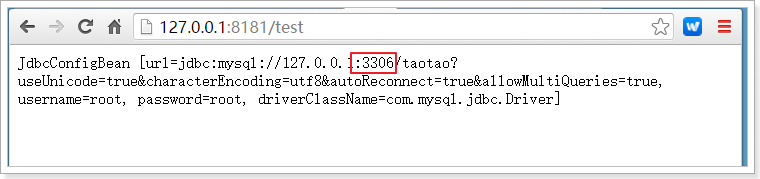 127.0.0.1:8181/test
JdbcConfigBean [url=jdbc:mysql://127.0.0.1:3306/taotao?
useUnicode=true&characterEncoding=utf8&autoReconnect=true&allowMultiQueries=true,
username=root, password=root, driverClassName=com.mysql.jdbc.Driver]